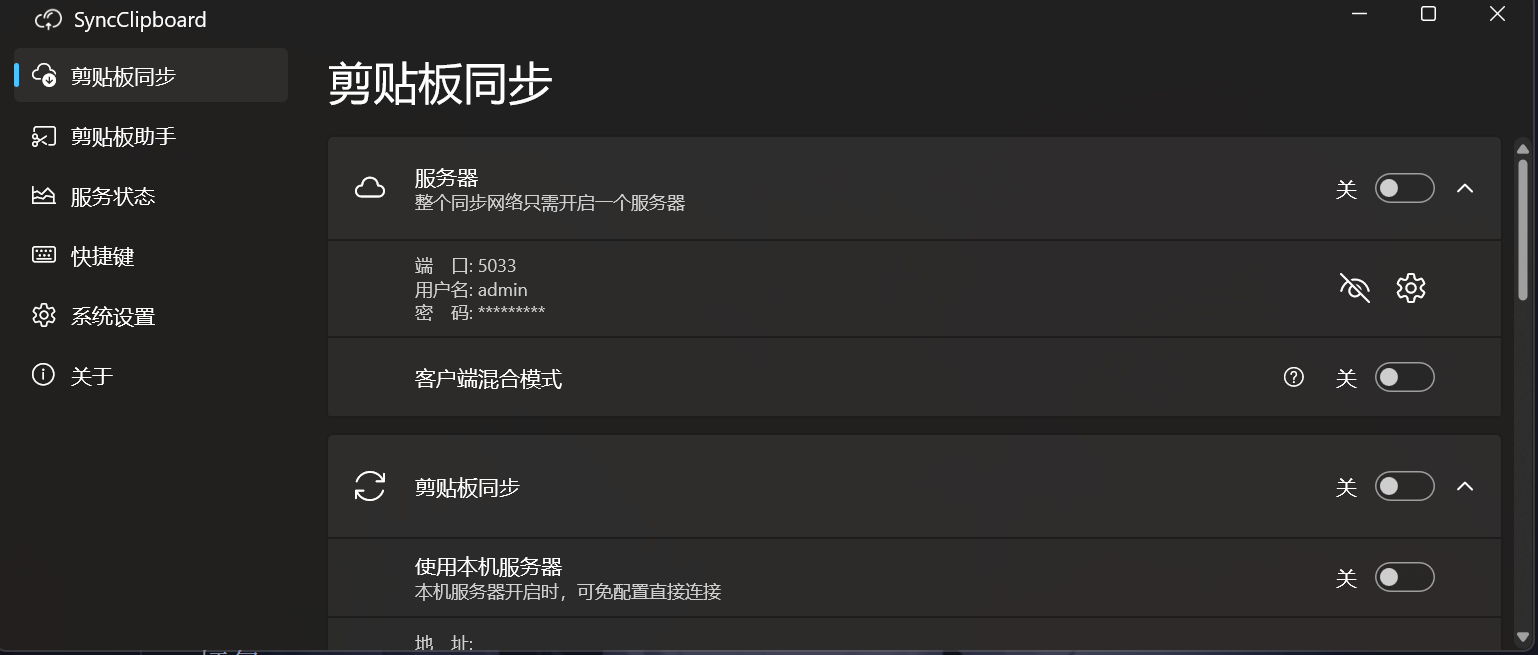 SyncClipboard
剪贴板同步
剪贴板助手
服务状态
快捷键
系统设置
关于
剪贴板同步
服务器
整个同步网络只需开启一个服务器
关
端 口: 5033
用户名: admin
密 码: *********
客户端混合模式
关
剪贴板同步
关
使用本机服务器
本机服务器开启时，可免配置直接连接
关
地 址: